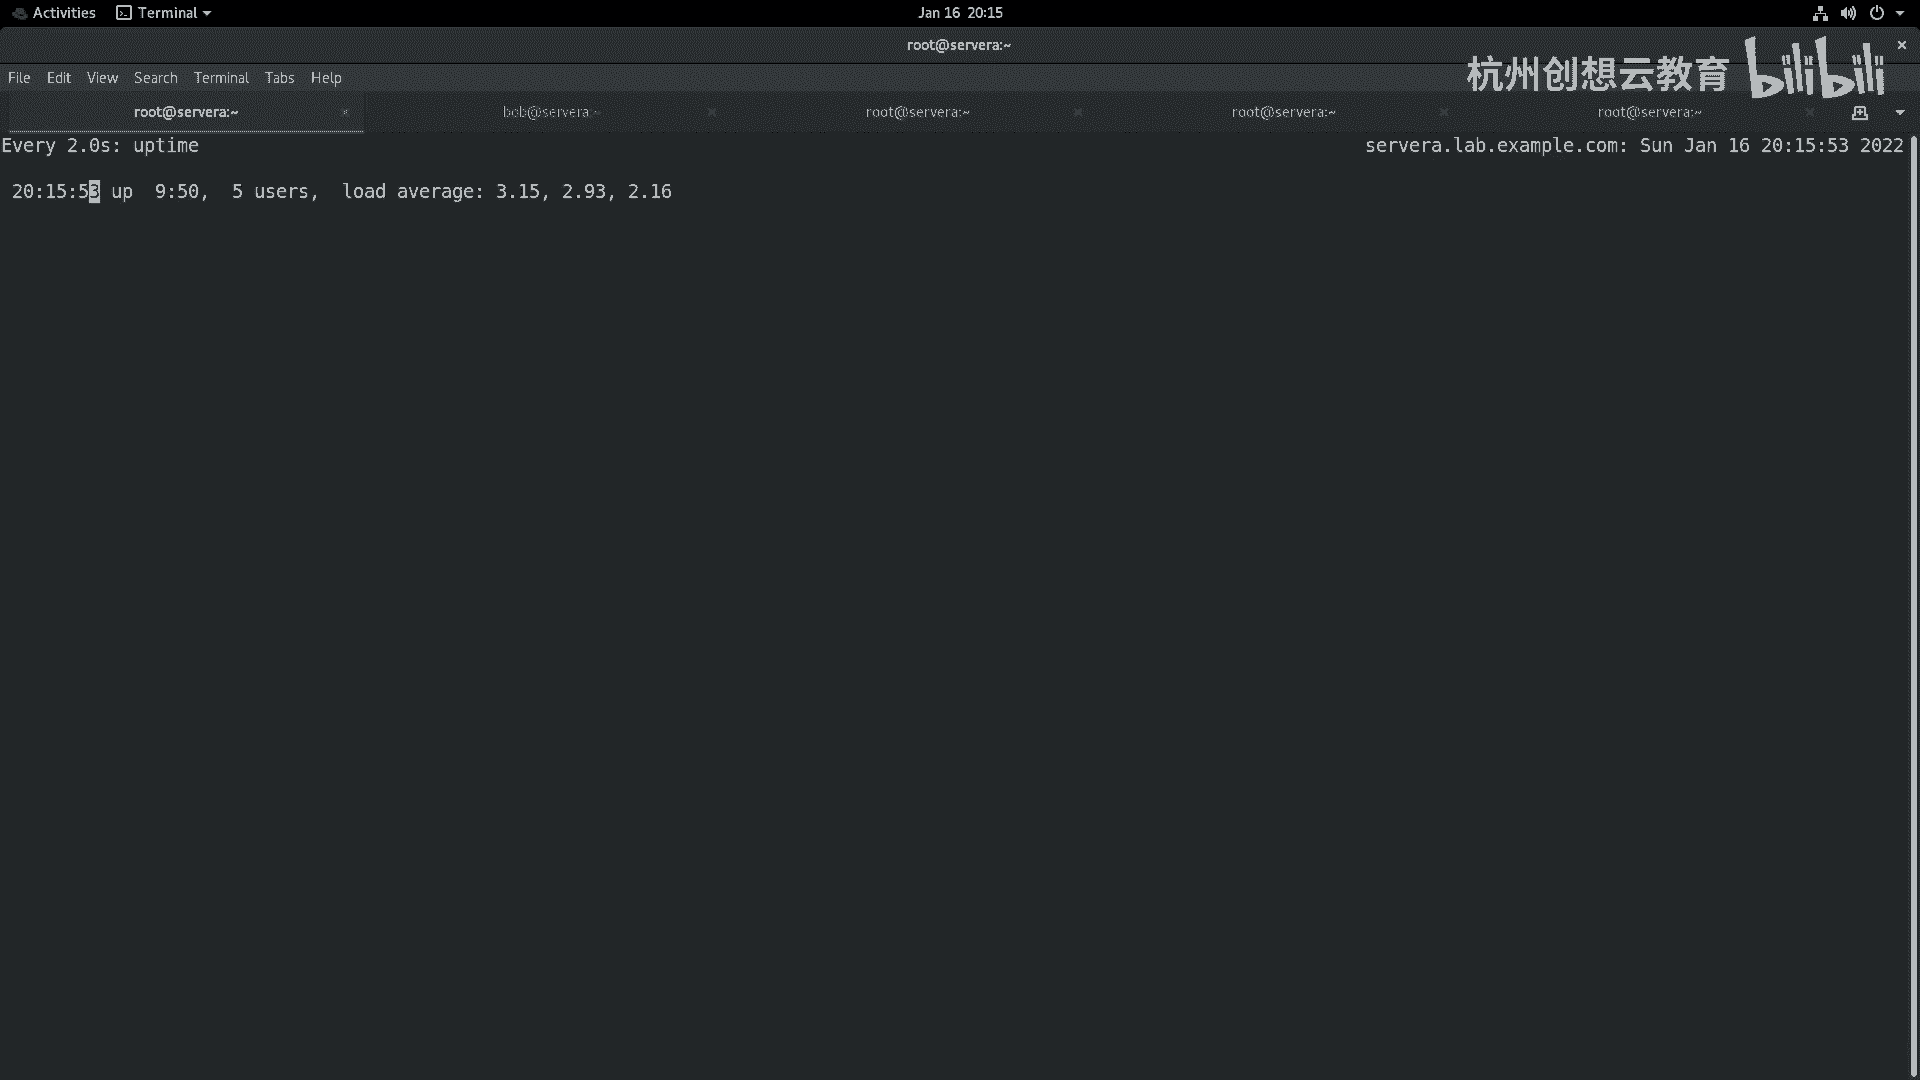 Activities Terminal Jan 16 20:15
root@servera:~
File Edit View Search Terminal Tabs Help
杭州创想云教育 bilibili
root@servera:~ bob@servera:~ root@servera:~ root@servera:~ root@servera:~
Every 2.0s: uptime servera.lab.example.com: Sun Jan 16 20:15:53 2022
20:15:53 up 9:50, 5 users, load average: 3.15, 2.93, 2.16